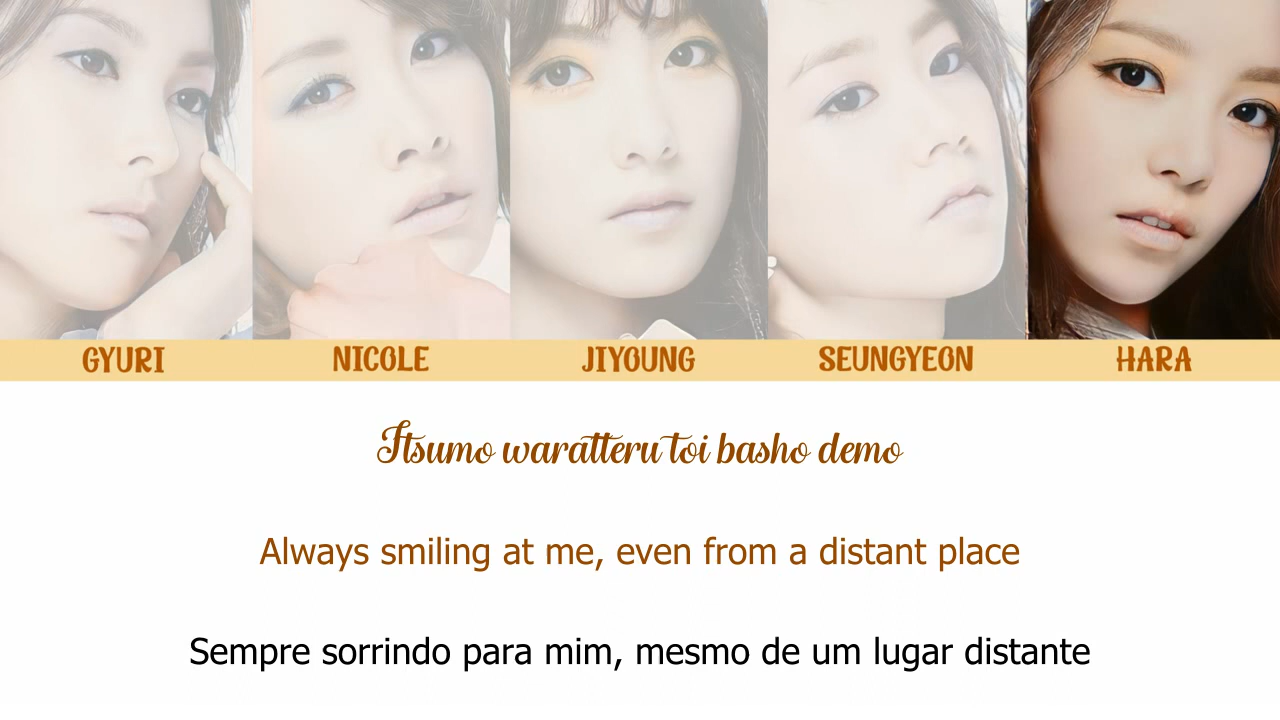 GYURI NICOLE JIYOUNG SEUNGYEON HARA
Itsumo waratteru toi basho demo
Always smiling at me, even from a distant place
Sempre sorrindo para mim, mesmo de um lugar distante